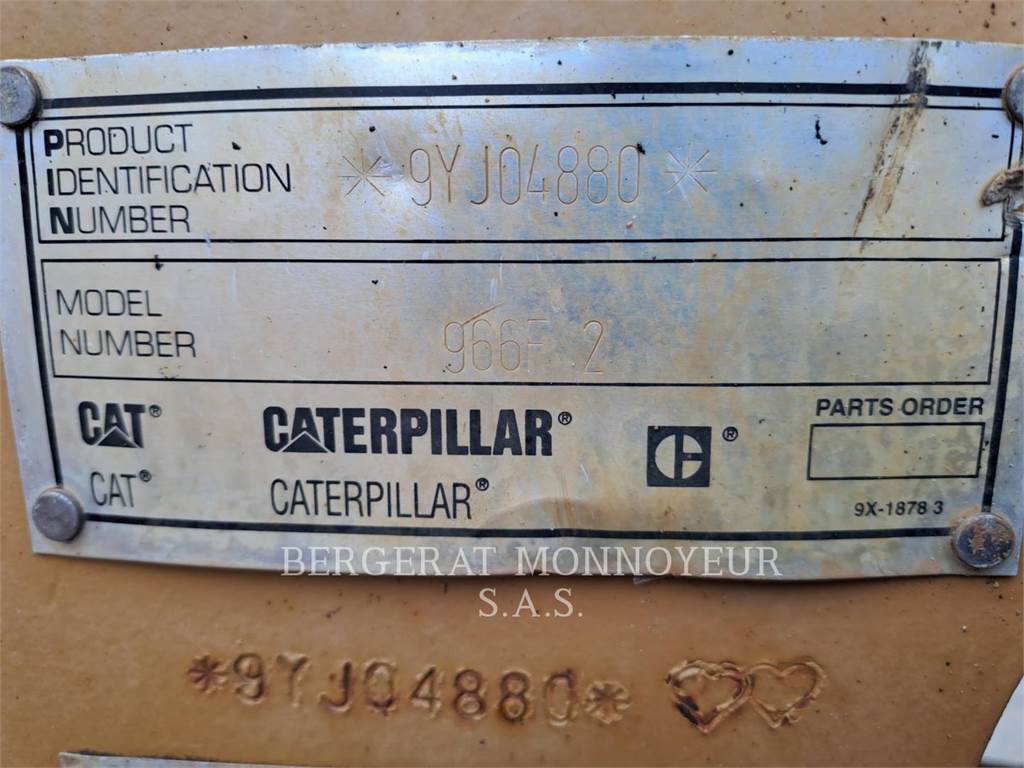 PRODUCT
IDENTIFICATION
NUMBER
*9YJ04880*
MODEL
NUMBER
966F 2
CAT® CATERPILLAR® ®
PARTS ORDER
CAT® CATERPILLAR®
9X-1878 3
BERGERAT MONNOYEUR
S.A.S.
*9YJ04880*